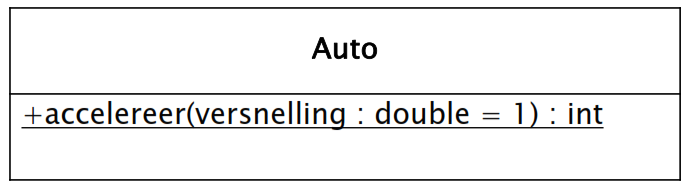 Auto
+accelereer(versnelling : double = 1) : int